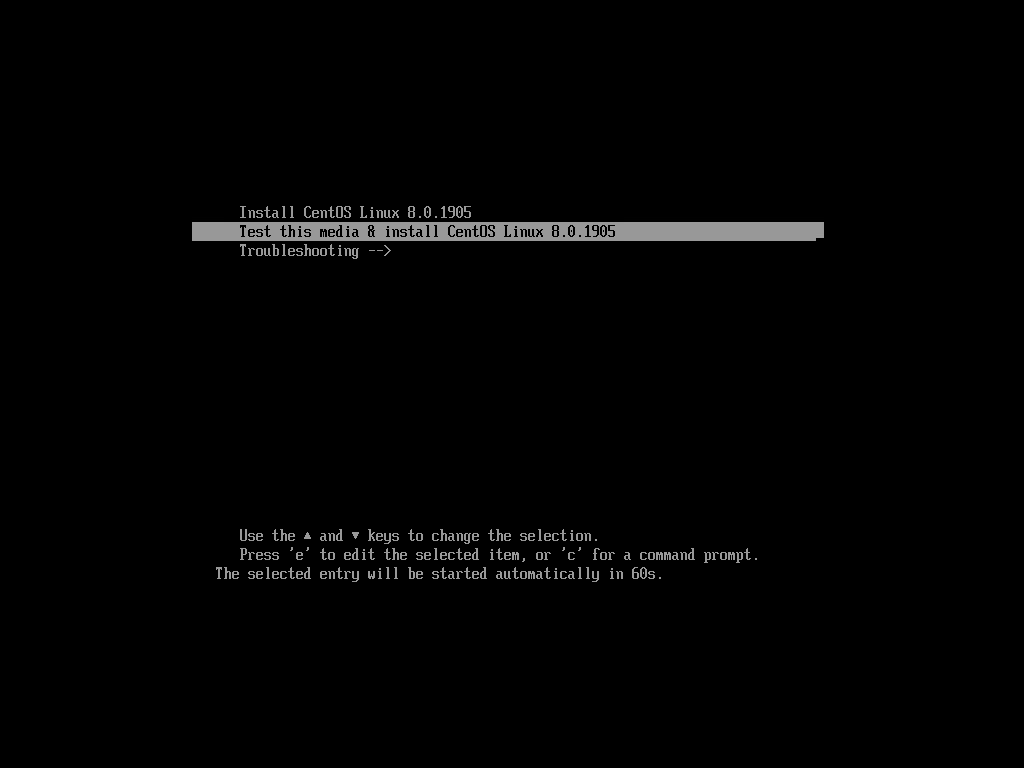 Install CentOS Linux 8.0.1905
Test this media & install CentOS Linux 8.0.1905
Troubleshooting -->
Use the ▲ and ▼ keys to change the selection.
Press 'e' to edit the selected item, or 'c' for a command prompt.
The selected entry will be started automatically in 60s.